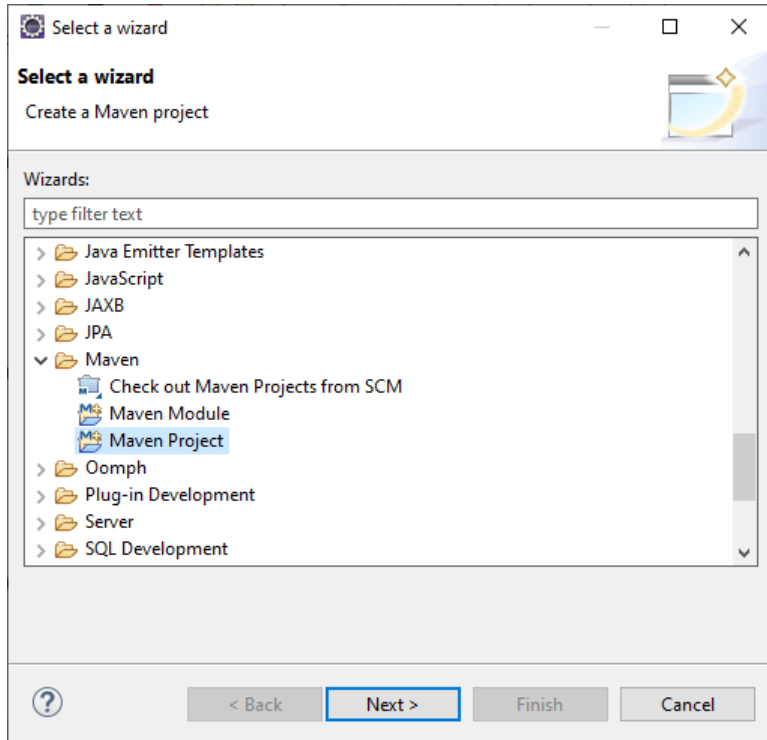 Select a wizard
Select a wizard
Create a Maven project
Wizards:
type filter text
Java Emitter Templates
JavaScript
JAXB
JPA
Maven
Check out Maven Projects from SCM
Maven Module
Maven Project
Oomph
Plug-in Development
Server
SQL Development
< Back Next > Finish Cancel